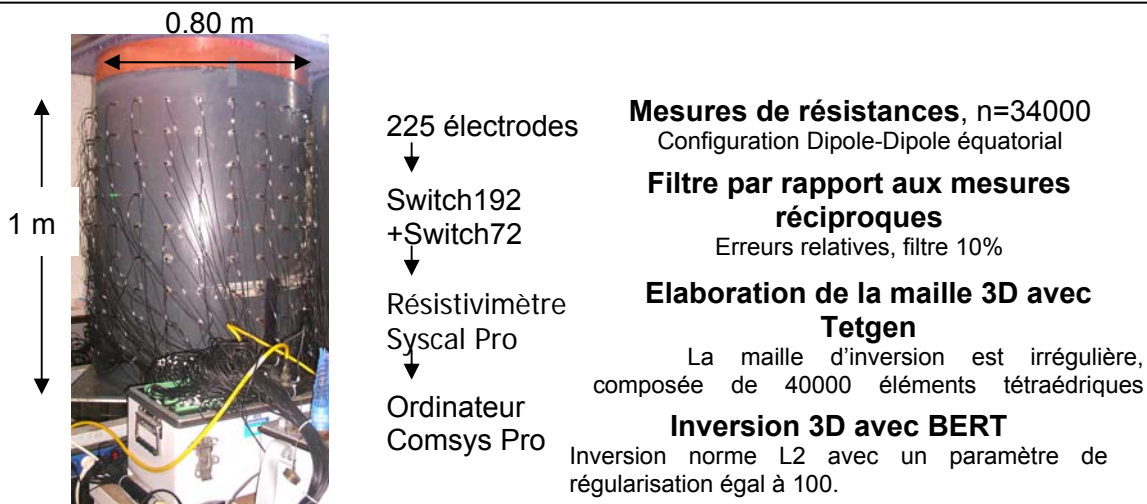 0.80 m
1 m
225 électrodes
Switch192
+Switch72
Résistivimètre
Syscal Pro
Ordinateur
Comsys Pro
Mesures de résistances, n=34000
Configuration Dipole-Dipole équatorial
Filtre par rapport aux mesures
réciproques
Erreurs relatives, filtre 10%
Elaboration de la maille 3D avec
Tetgen
La maille d’inversion est irrégulière,
composée de 40000 éléments tétraédriques
Inversion 3D avec BERT
Inversion norme L2 avec un paramètre de
régularisation égal à 100.